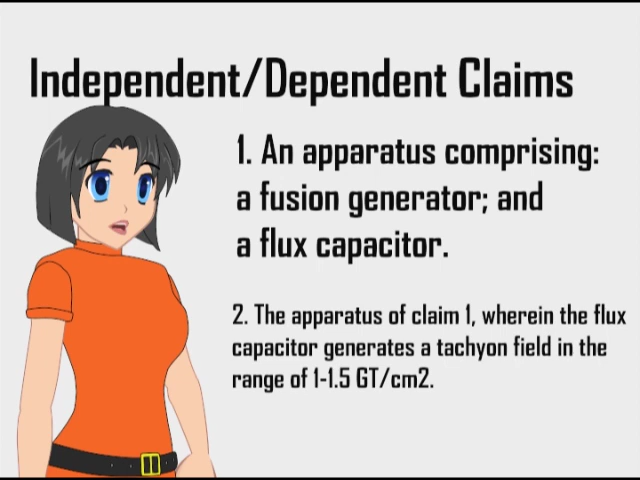 Independent/Dependent Claims
1. An apparatus comprising:
a fusion generator; and
a flux capacitor.
2. The apparatus of claim 1, wherein the flux
capacitor generates a tachyon field in the
range of 1-1.5 GT/cm2.